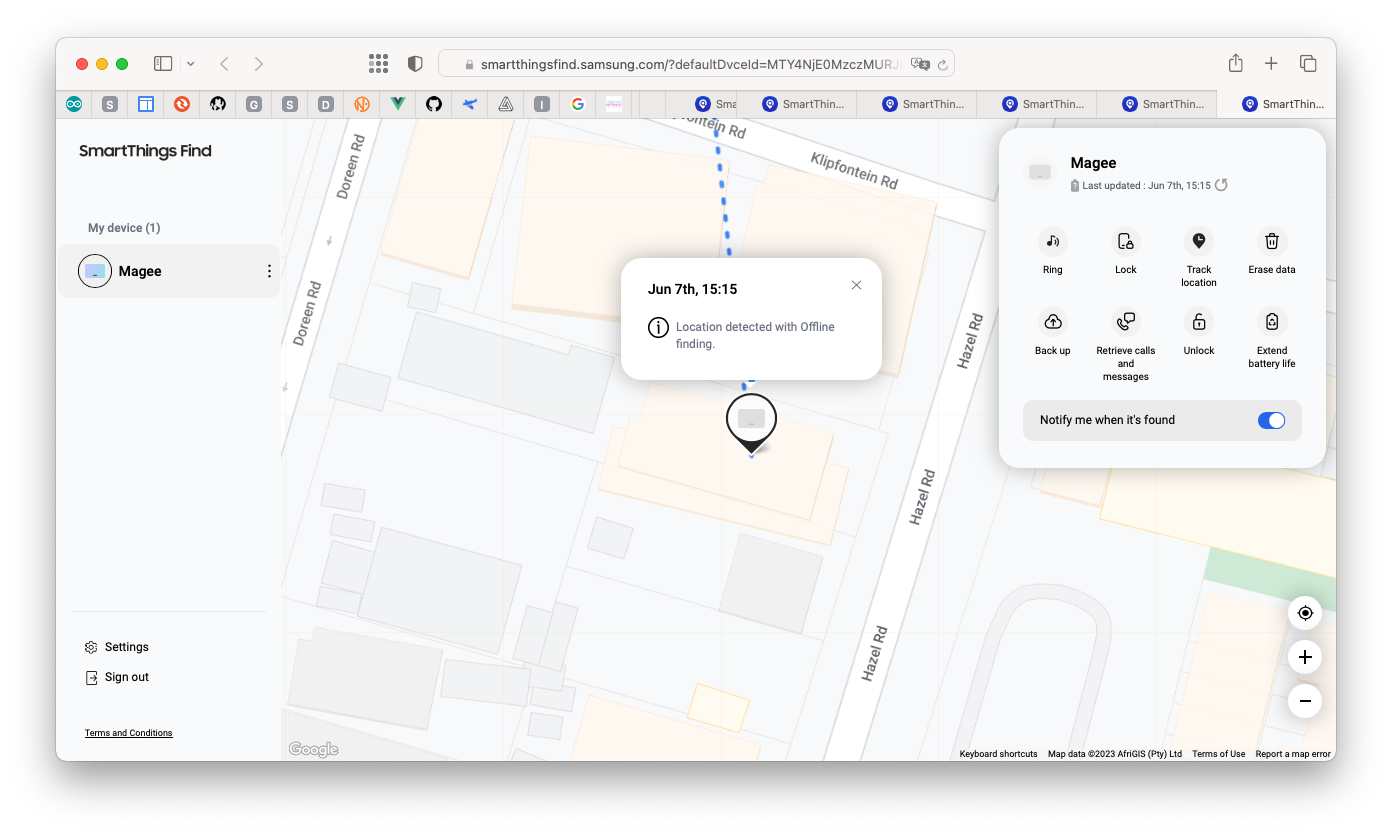 smartthingsfind.samsung.com/?defaultDvceId=MTY4NjE0MzczMURJ
S
G
S
D
I
G
Sma
SmartThin...
SmartThin...
SmartThin...
SmartThin...
SmartThin...
SmartThings Find
My device (1)
Magee
Settings
Sign out
Terms and Conditions
Doreen Rd
Doreen Rd
Rd
Klipfontein Rd
Hazel Rd
Hazel Rd
Hazel Rd
Jun 7th, 15:15
Location detected with Offline
finding.
Magee
Last updated : Jun 7th, 15:15
Ring
Lock
Track
location
Erase data
Back up
Retrieve calls
and
messages
Unlock
Extend
battery life
Notify me when it's found
Google
Keyboard shortcuts
Map data ©2023 AfriGIS (Pty) Ltd
Terms of Use
Report a map error